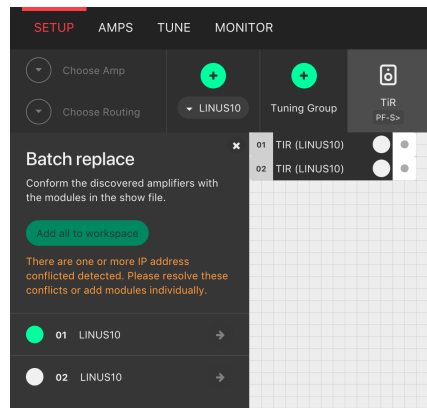 SETUP AMPS TUNE MONITOR
Choose Amp
Choose Routing
LINUS10
Tuning Group
TiR
PF-S>
Batch replace
Conform the discovered amplifiers with
the modules in the show file.
Add all to workspace
There are one or more IP address
conflicted detected. Please resolve these
conflicts or add modules individually.
01 LINUS10
02 LINUS10
01 TIR (LINUS10)
02 TIR (LINUS10)